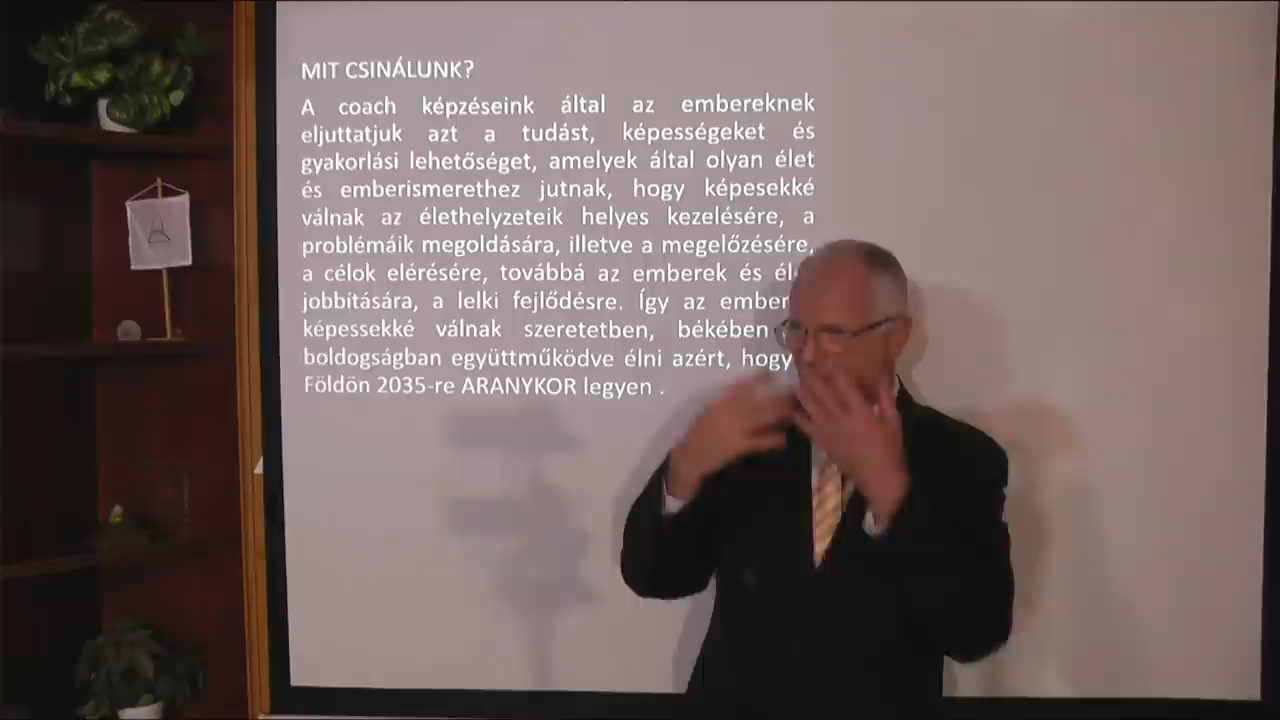 MIT CSINÁLUNK?
A coach képzéseink által az embereknek
eljuttatjuk azt a tudást, képességeket és
gyakorlási lehetőséget, amelyek által olyan élet
és emberismerethez jutnak, hogy képesekké
válnak az élethelyzeteik helyes kezelésére, a
problémáik megoldására, illetve a megelőzésére,
a célok elérésére, továbbá az emberek és
jobbítására, a lelki fejlődésre. Így az
képessekké válnak szeretetben, békében
boldogságban együttműködve élni azért, hogy
Földön 2035-re ARANYKOR legyen .